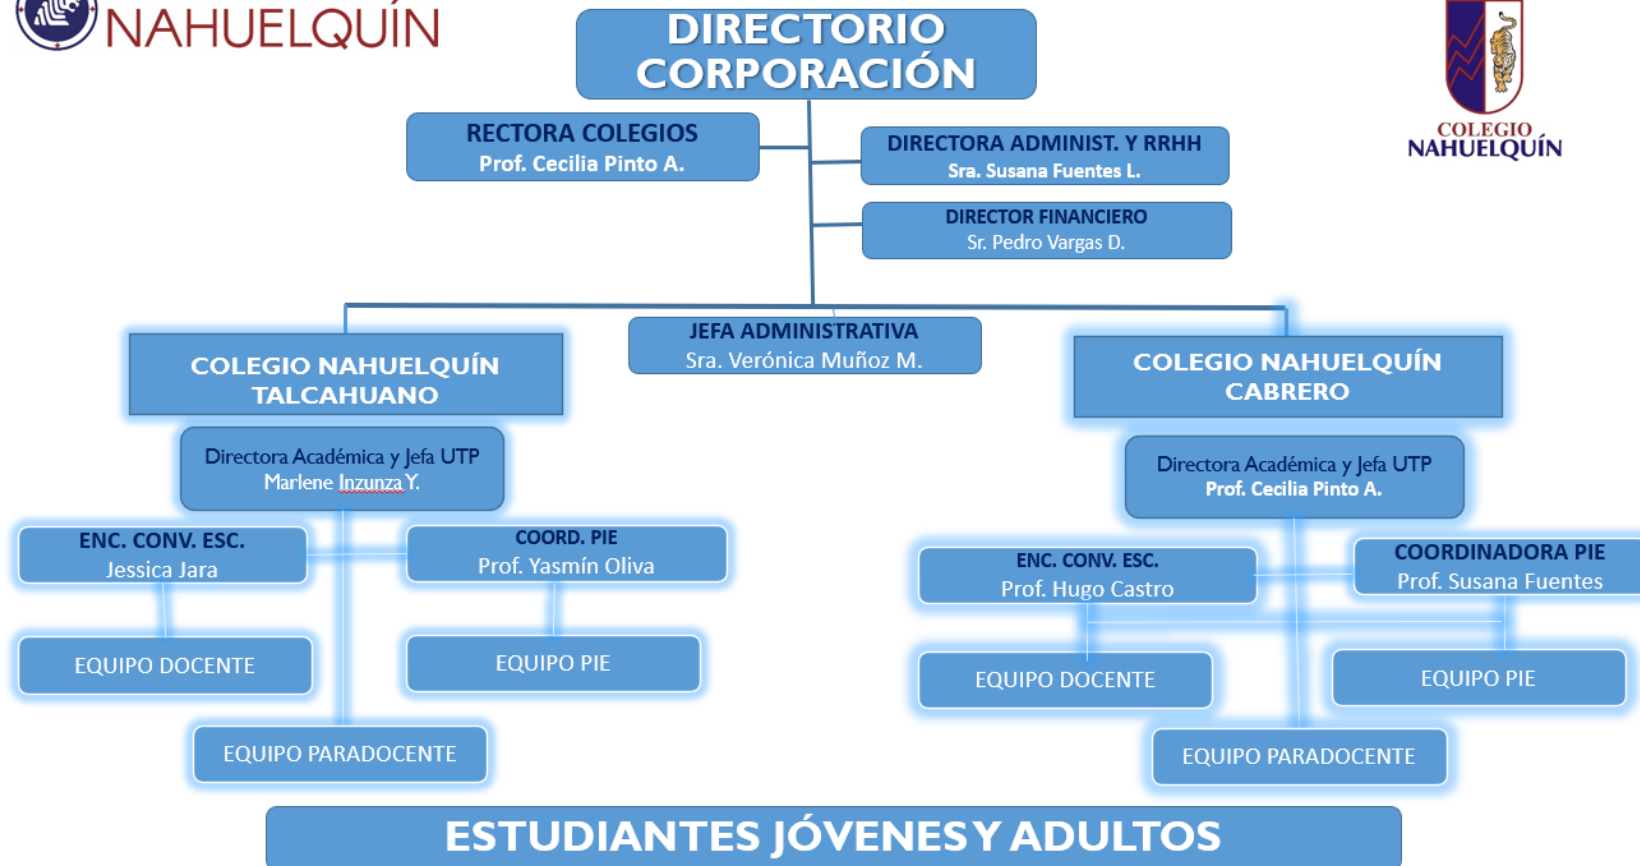 NAHUELQUÍN
DIRECTORIO
CORPORACIÓN
COLEGIO
NAHUELQUÍN
RECTORA COLEGIOS
Prof. Cecilia Pinto A.
DIRECTORA ADMINIST. Y RRHH
Sra. Susana Fuentes L.
DIRECTOR FINANCIERO
Sr. Pedro Vargas D.
JEFA ADMINISTRATIVA
Sra. Verónica Muñoz M.
COLEGIO NAHUELQUÍN
TALCAHUANO
Directora Académica y Jefa UTP
Marlene Inzunza Y.
ENC. CONV. ESC.
Jessica Jara
COORD. PIE
Prof. Yasmín Oliva
EQUIPO DOCENTE
EQUIPO PIE
EQUIPO PARADOCENTE
COLEGIO NAHUELQUÍN
CABRERO
Directora Académica y Jefa UTP
Prof. Cecilia Pinto A.
ENC. CONV. ESC.
Prof. Hugo Castro
COORDINADORA PIE
Prof. Susana Fuentes
EQUIPO DOCENTE
EQUIPO PIE
EQUIPO PARADOCENTE
ESTUDIANTES JÓVENES Y ADULTOS